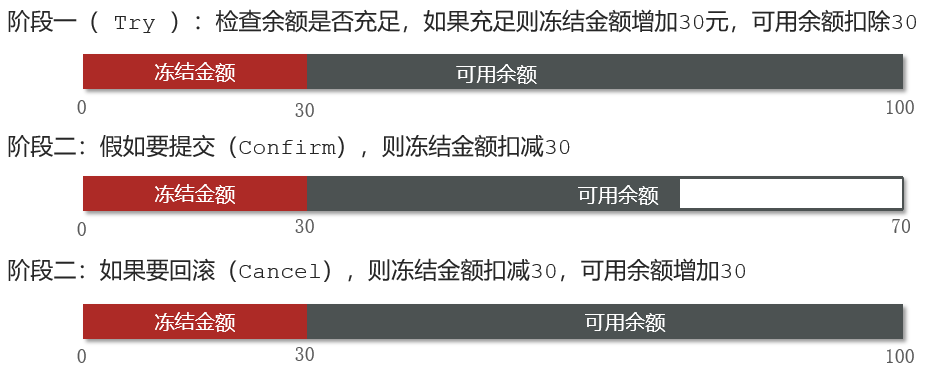 阶段一（ Try ）：检查余额是否充足，如果充足则冻结金额增加30元，可用余额扣除30
冻结金额 可用余额
0 30 100
阶段二：假如要提交（Confirm），则冻结金额扣减30
冻结金额 可用余额
0 30 70
阶段二：如果要回滚（Cancel），则冻结金额扣减30，可用余额增加30
冻结金额 可用余额
0 30 100